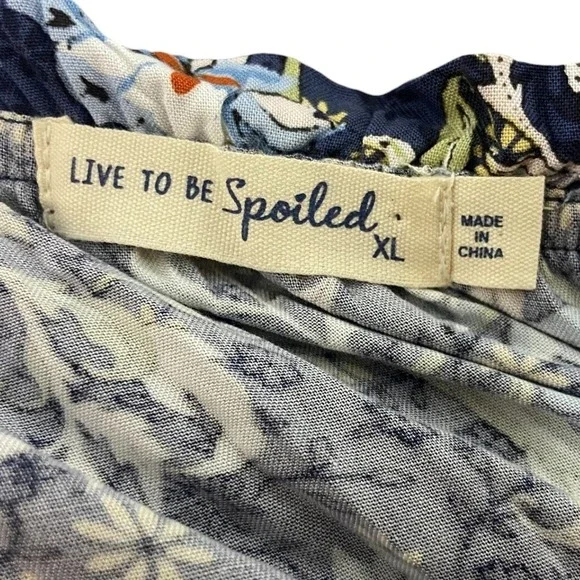 LIVE TO BE Spoiled.
XL
MADE
IN
CHINA